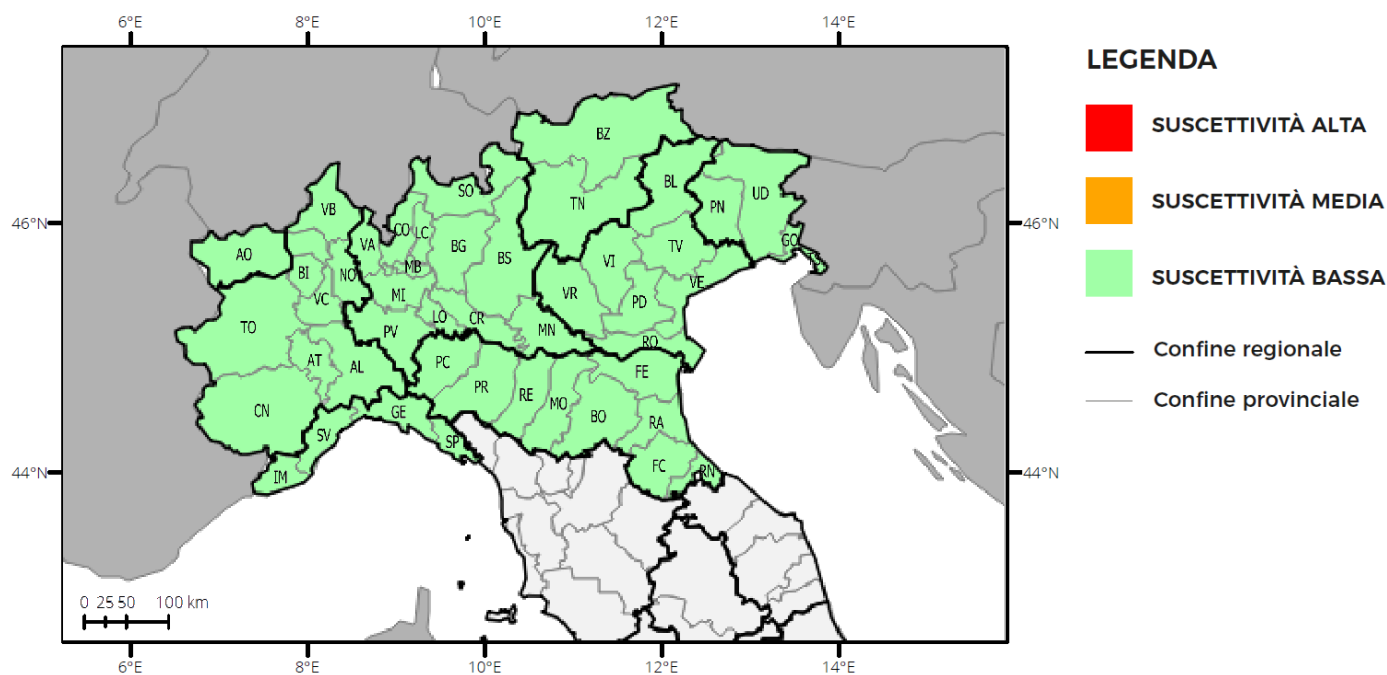 6°E 8°E 10°E 12°E 14°E
LEGENDA
SUSCETTIVITÀ ALTA
SUSCETTIVITÀ MEDIA
SUSCETTIVITÀ BASSA
Confine regionale
Confine provinciale
46°N
46°N
44°N
44°N
BZ
SO
TN
BL
UD
PN
VB
CO
LC
VA
GO
AO
BG
BS
TV
VI
BI
NO
MB
VE
VC
MI
VR
PD
TO
PV
LO
CR
MN
RO
AT
AL
PC
PR
RE
MO
FE
CN
GE
BO
RA
SV
SP
FC
RN
IM
0 25 50 100 km
6°E 8°E 10°E 12°E 14°E